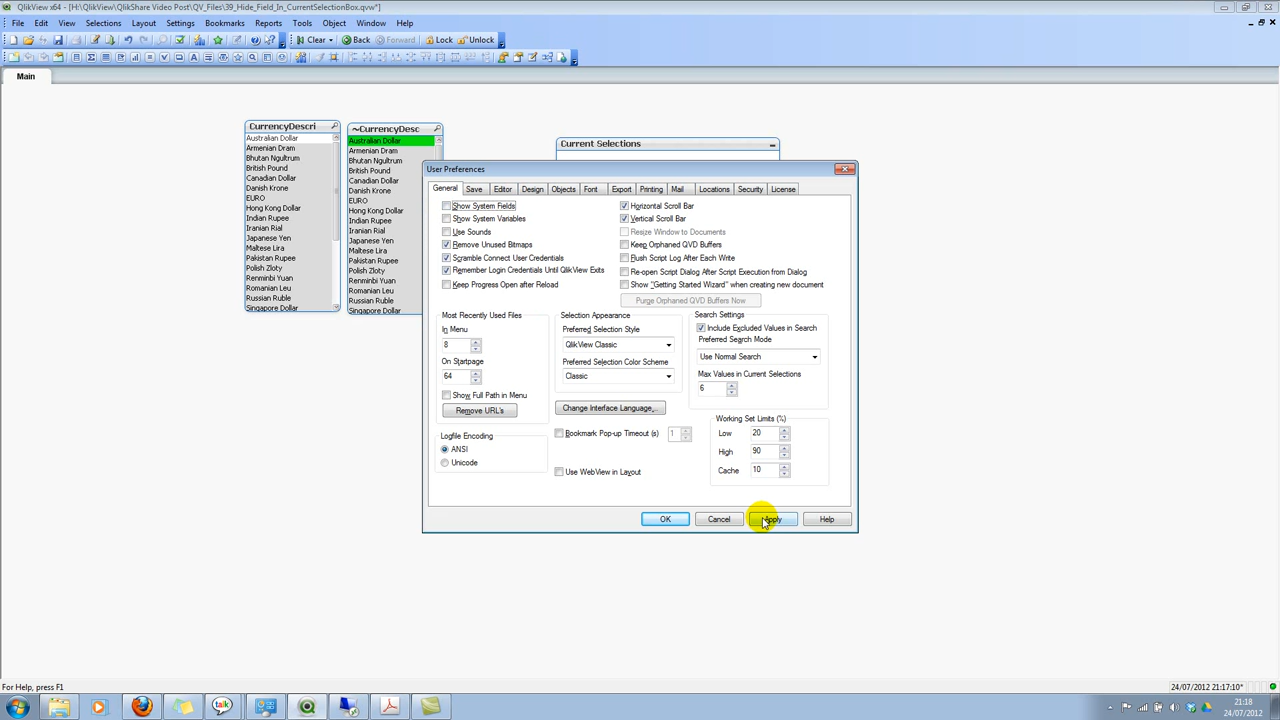 QlikView x64 - [H:\QlikView\QlikShare Video Post\QV_Files\39_Hide_Field_In_CurrentSelectionBox.qvw*]
File Edit View Selections Layout Settings Bookmarks Reports Tools Object Window Help
Clear Back Forward Lock Unlock
Main
CurrencyDescri
Australian Dollar
Armenian Dram
Bhutan Ngultrum
British Pound
Canadian Dollar
Danish Krone
EURO
Hong Kong Dollar
Indian Rupee
Iranian Rial
Japanese Yen
Maltese Lira
Pakistan Rupee
Polish Zloty
Renminbi Yuan
Romanian Leu
Russian Ruble
Singapore Dollar
~CurrencyDesc
Australian Dollar
Armenian Dram
Bhutan Ngultrum
British Pound
Canadian Dollar
Danish Krone
EURO
Hong Kong Dollar
Indian Rupee
Iranian Rial
Japanese Yen
Maltese Lira
Pakistan Rupee
Polish Zloty
Renminbi Yuan
Romanian Leu
Russian Ruble
Singapore Dollar
Current Selections
User Preferences
General Save Editor Design Objects Font Export Printing Mail Locations Security License
Show System Fields
Show System Variables
Use Sounds
Remove Unused Bitmaps
Scramble Connect User Credentials
Remember Login Credentials Until QlikView Exits
Keep Progress Open after Reload
Horizontal Scroll Bar
Vertical Scroll Bar
Resize Window to Documents
Keep Orphaned QVD Buffers
Flush Script Log After Each Write
Re-open Script Dialog After Script Execution from Dialog
Show "Getting Started Wizard" when creating new document
Purge Orphaned QVD Buffers Now
Most Recently Used Files
In Menu
8
On Startpage
64
Show Full Path in Menu
Remove URL's
Logfile Encoding
ANSI
Unicode
Selection Appearance
Preferred Selection Style
QlikView Classic
Preferred Selection Color Scheme
Classic
Change Interface Language...
Bookmark Pop-up Timeout (s) 1
Use WebView in Layout
Search Settings
Include Excluded Values in Search
Preferred Search Mode
Use Normal Search
Max Values in Current Selections
6
Working Set Limits (%)
Low 20
High 90
Cache 10
OK Cancel Apply Help
For Help, press F1
24/07/2012 21:17:10*
talk
21:18
24/07/2012